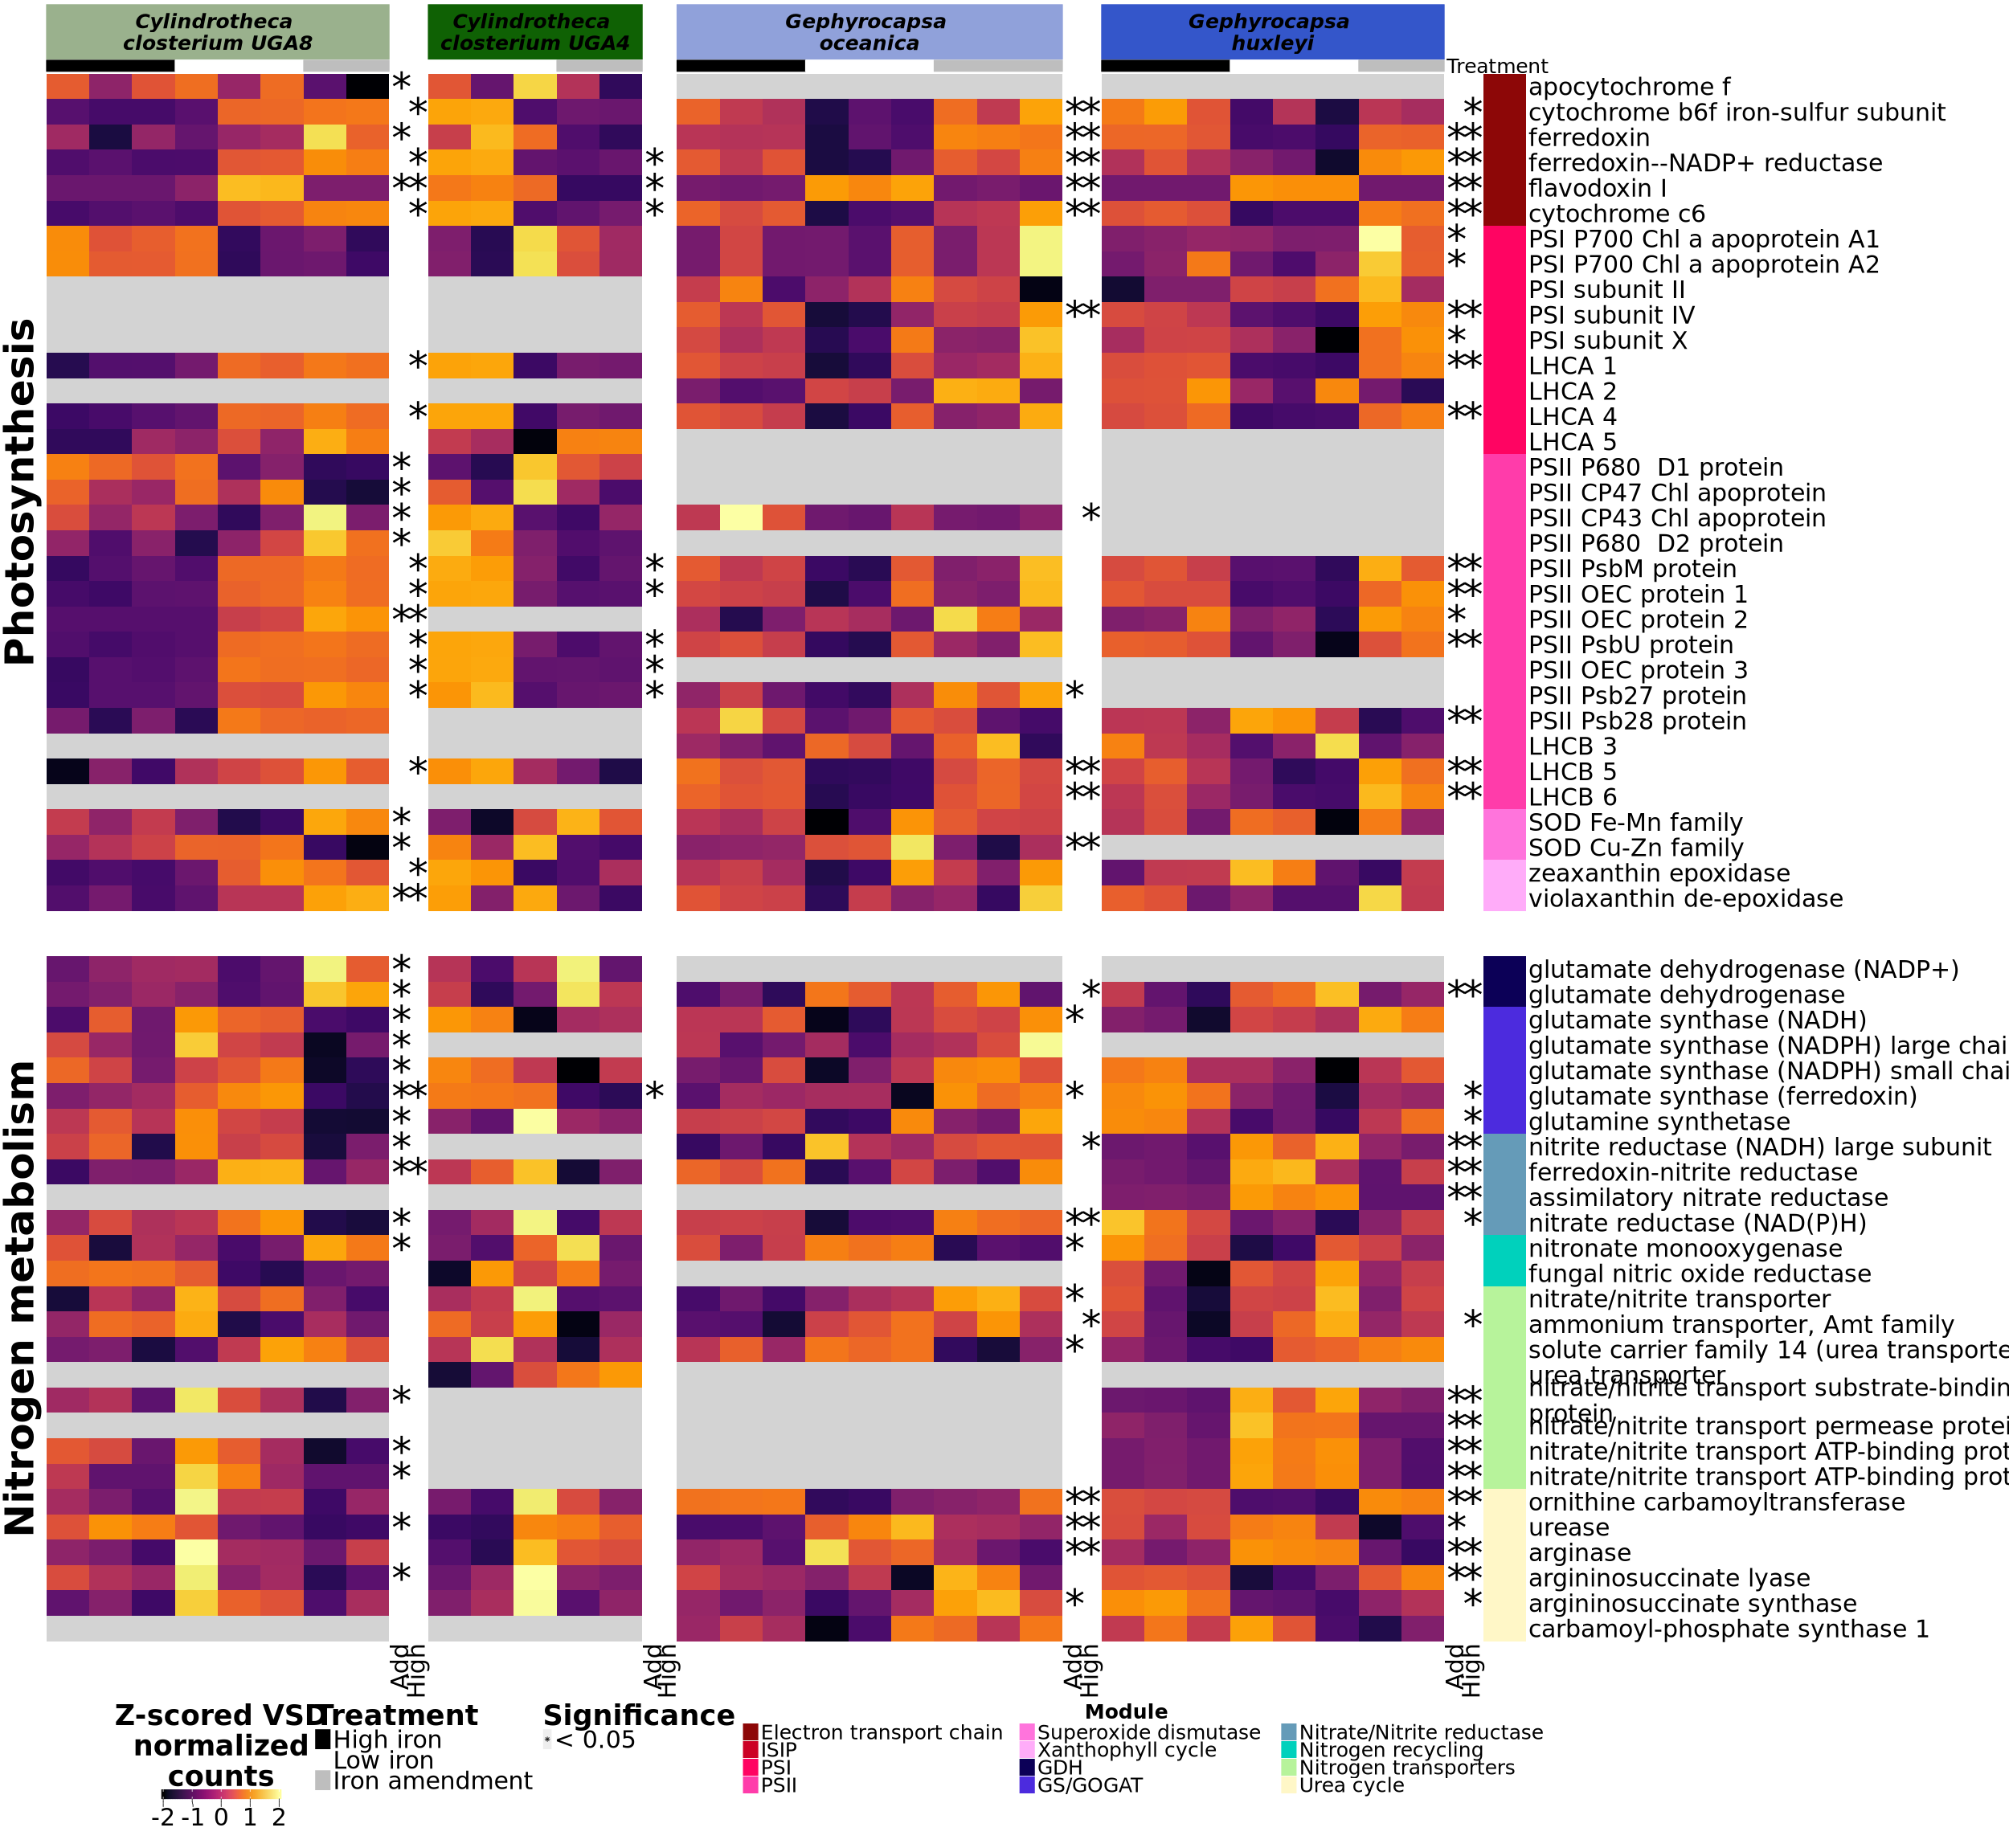 Cylindrotheca
closterium UGA8
Cylindrotheca
closterium UGA4
Gephyrocapsa
oceanica
Gephyrocapsa
huxleyi
Treatment
Photosynthesis
apocytochrome f
* cytochrome b6f iron-sulfur subunit
ferredoxin
ferredoxin--NADP+ reductase
flavodoxin I
cytochrome c6
PSI P700 Chl a apoprotein A1
PSI P700 Chl a apoprotein A2
PSI subunit II
PSI subunit IV
PSI subunit X
LHCA 1
LHCA 2
LHCA 4
LHCA 5
PSII P680  D1 protein
PSII CP47 Chl apoprotein
PSII CP43 Chl apoprotein
PSII P680  D2 protein
PSII PsbM protein
PSII OEC protein 1
PSII OEC protein 2
PSII PsbU protein
PSII OEC protein 3
PSII Psb27 protein
PSII Psb28 protein
LHCB 3
LHCB 5
LHCB 6
SOD Fe-Mn family
SOD Cu-Zn family
zeaxanthin epoxidase
violaxanthin de-epoxidase
Nitrogen metabolism
glutamate dehydrogenase (NADP+)
glutamate dehydrogenase
glutamate synthase (NADH)
glutamate synthase (NADPH) large chai
glutamate synthase (NADPH) small chai
glutamate synthase (ferredoxin)
glutamine synthetase
nitrite reductase (NADH) large subunit
ferredoxin-nitrite reductase
assimilatory nitrate reductase
nitrate reductase (NAD(P)H)
nitronate monooxygenase
fungal nitric oxide reductase
nitrate/nitrite transporter
ammonium transporter, Amt family
solute carrier family 14 (urea transporte
urea transporter
nitrate/nitrite transport substrate-bindin
protein
nitrate/nitrite transport permease protei
nitrate/nitrite transport ATP-binding prot
nitrate/nitrite transport ATP-binding prot
ornithine carbamoyltransferase
urease
arginase
argininosuccinate lyase
argininosuccinate synthase
carbamoyl-phosphate synthase 1
Add
High
Add
High
Add
High
Add
High
Z-scored VSD
normalized
counts
-2 -1 0 1 2
Treatment
High iron
Low iron
Iron amendment
Significance
* < 0.05
Module
Electron transport chain
ISIP
PSI
PSII
Superoxide dismutase
Xanthophyll cycle
GDH
GS/GOGAT
Nitrate/Nitrite reductase
Nitrogen recycling
Nitrogen transporters
Urea cycle